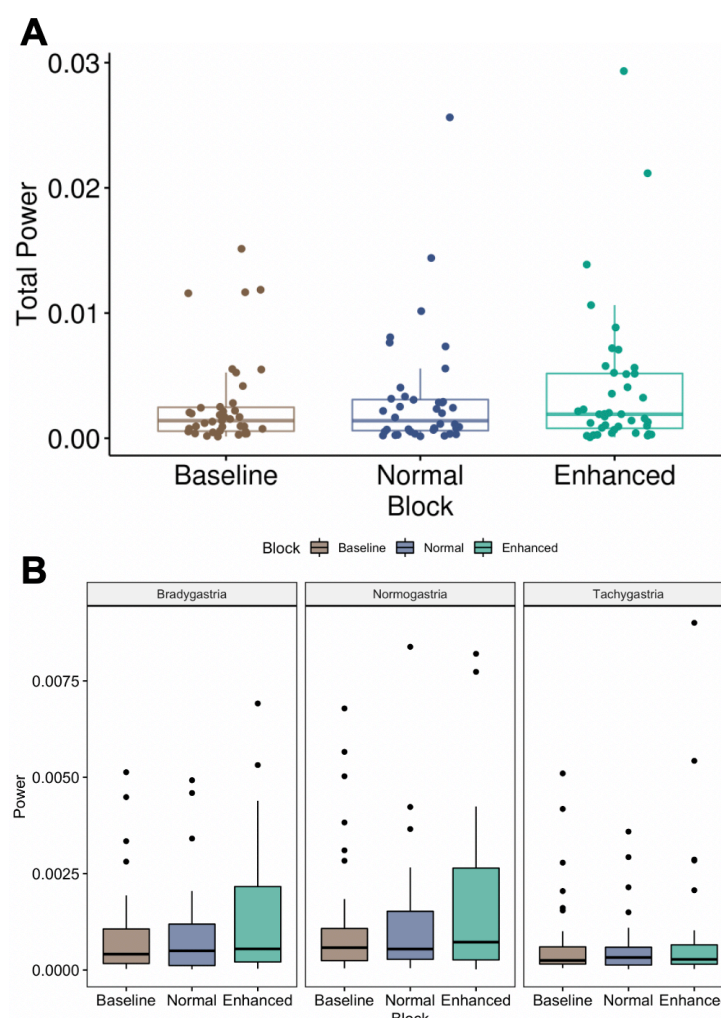 A
0.03
0.02
0.01
0.00
Total Power
Baseline Normal Enhanced
Block
Block Baseline Normal Enhanced
B
Bradygastria Normogastria Tachygastria
0.0075
0.0050
0.0025
0.0000
Power
Baseline Normal Enhanced Baseline Normal Enhanced Baseline Normal Enhance
Block